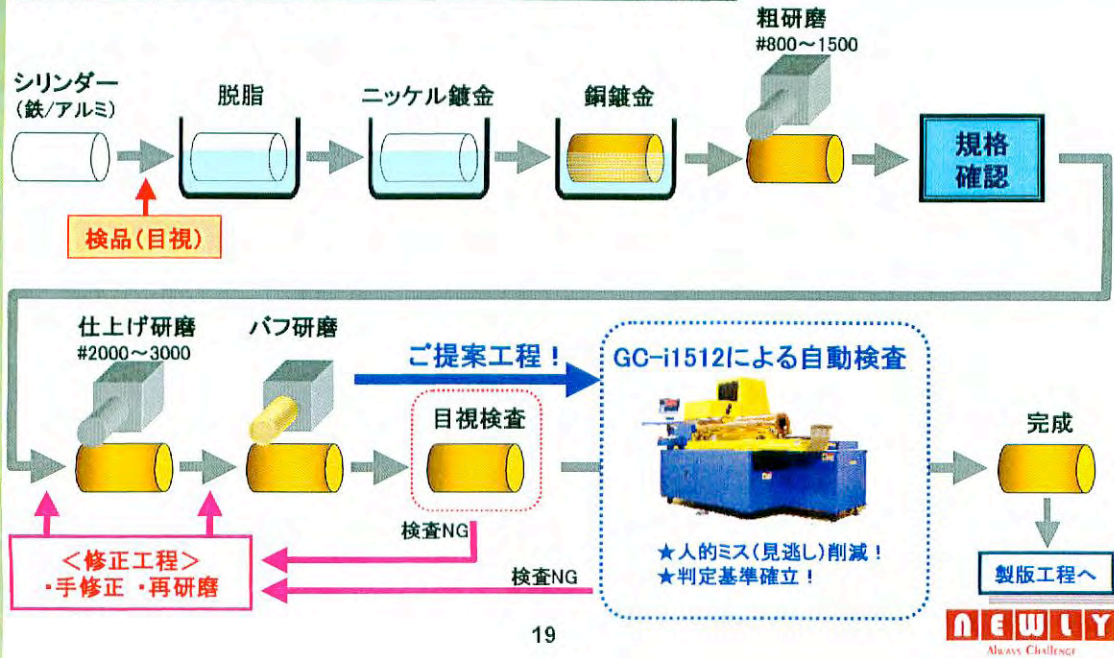 粗研磨
#800~1500
シリンダー
(鉄/アルミ)
脱脂
ニッケル鍍金
銅鍍金
規格
確認
検品(目視)
仕上げ研磨
#2000~3000
バフ研磨
ご提案工程!
GC-i1512による自動検査
目視検査
完成
検査NG
★人的ミス(見逃し)削減!
★判定基準確立!
<修正工程>
・手修正 ・再研磨
検査NG
製版工程へ
19
NEWLY
Always Challenge